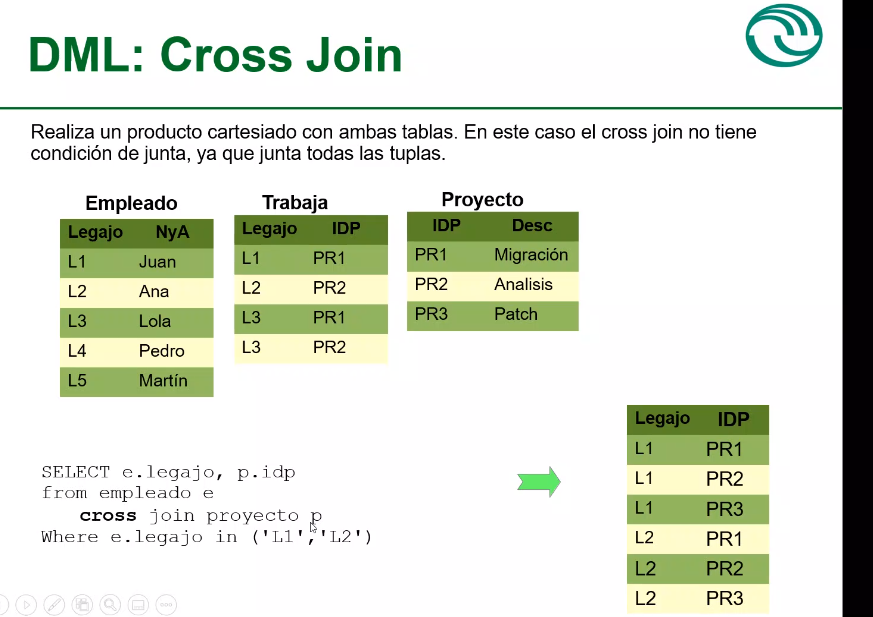 DML: Cross Join
Realiza un producto cartesiado con ambas tablas. En este caso el cross join no tiene
condición de junta, ya que junta todas las tuplas.
Empleado
Legajo NyA
L1 Juan
L2 Ana
L3 Lola
L4 Pedro
L5 Martín
Trabaja
Legajo IDP
L1 PR1
L2 PR2
L3 PR1
L3 PR2
Proyecto
IDP Desc
PR1 Migración
PR2 Analisis
PR3 Patch
SELECT e.legajo, p.idp
from empleado e
cross join proyecto p
Where e.legajo in ('L1','L2')
Legajo IDP
L1 PR1
L1 PR2
L1 PR3
L2 PR1
L2 PR2
L2 PR3